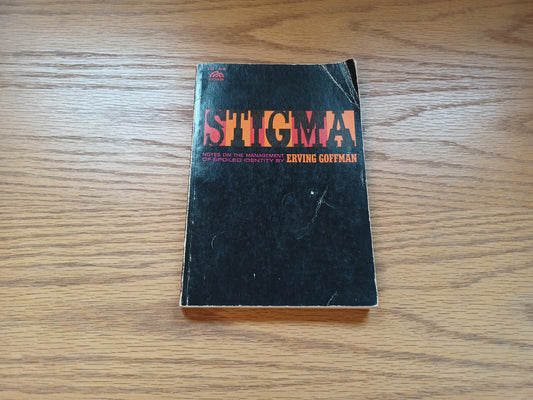 STIGMA
NOTES ON THE MANAGEMENT
OF SPOILED IDENTITY BY ERVING GOFFMAN